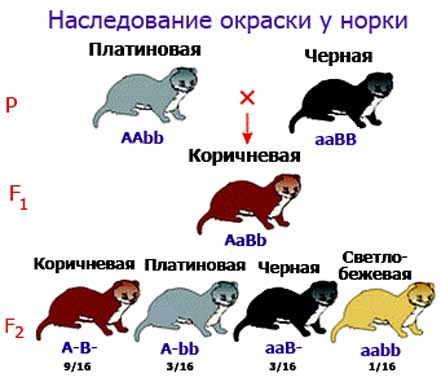 Наследование окраски у норки
Платиновая Черная
P × 
AAbb aaBB
Коричневая
F1
AaBb
Коричневая Платиновая Черная Светло-бежевая
F2
A-B- A-bb aaB- aabb
9/16 3/16 3/16 1/16